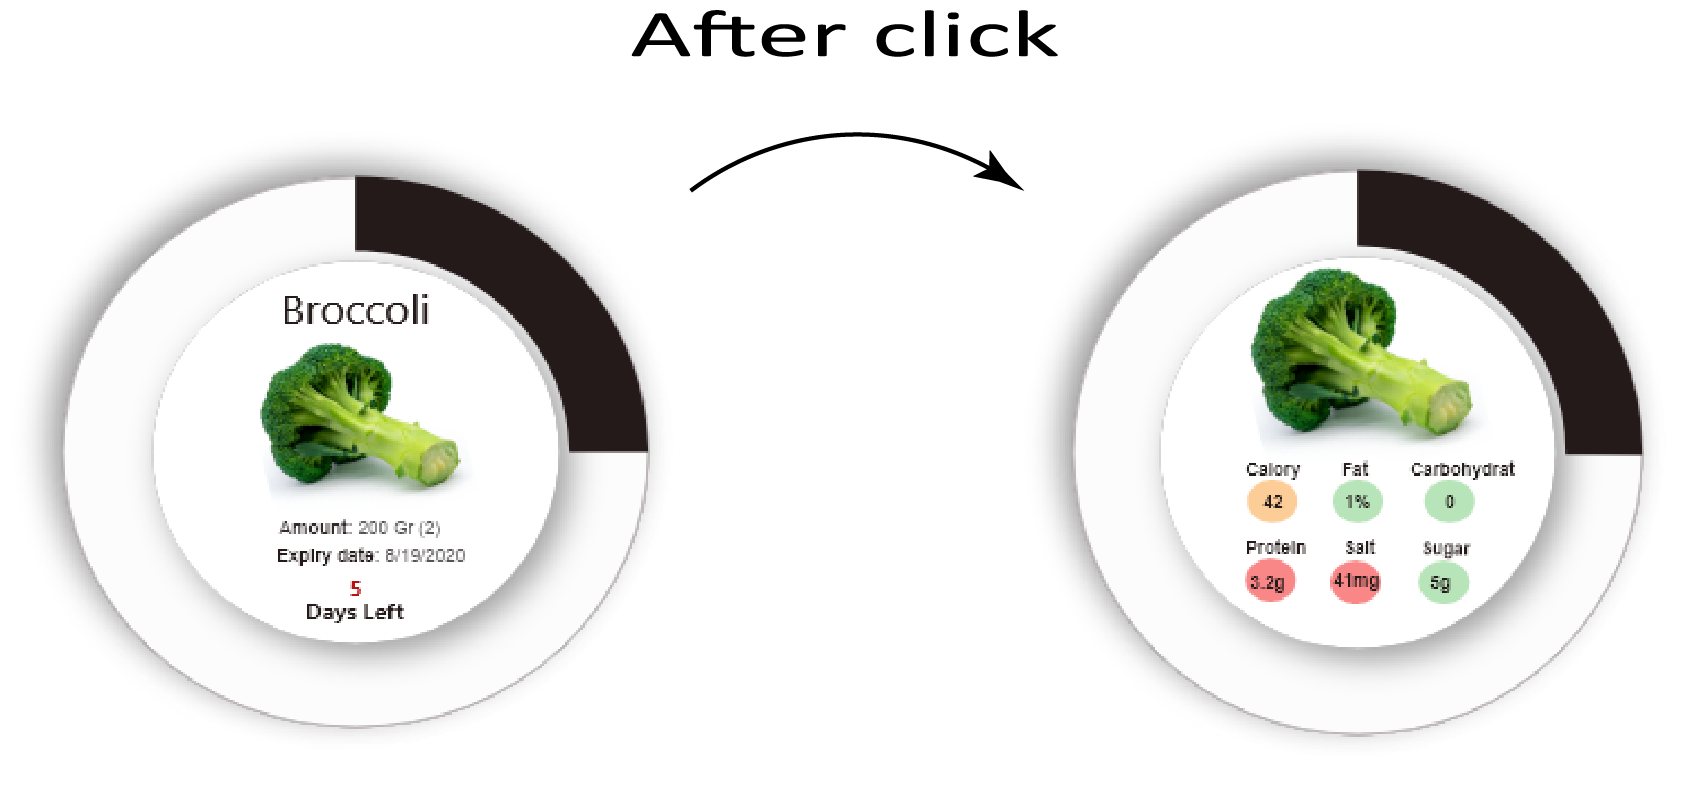 After click
Broccoli
Amount: 200 Gr (2)
Expiry date: 8/19/2020
5
Days Left
Calory Fat Carbohydrat
42 1% 0
Protein Salt Sugar
3.2g 41mg 5g